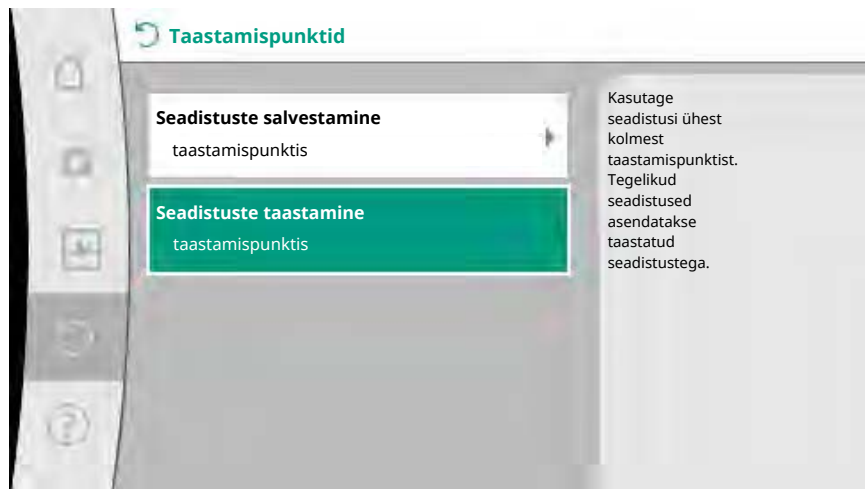 Taastamispunktid
Seadistuste salvestamine
taastamispunktis
Seadistuste taastamine
taastamispunktis
Kasutage
seadistusi ühest
kolmest
taastamispunktist.
Tegelikud
seadistused
asendatakse
taastatud
seadistustega.